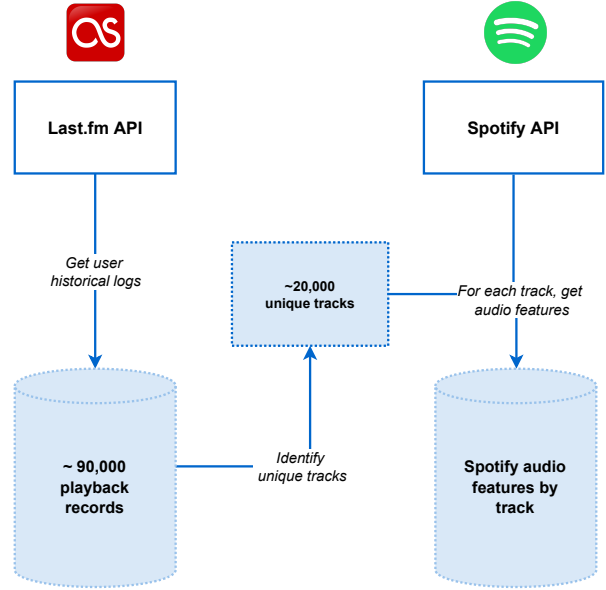 Last.fm API
Spotify API
Get user
historical logs
~20,000
unique tracks
For each track, get
audio features
~ 90,000
playback
records
Identify
unique tracks
Spotify audio
features by
track